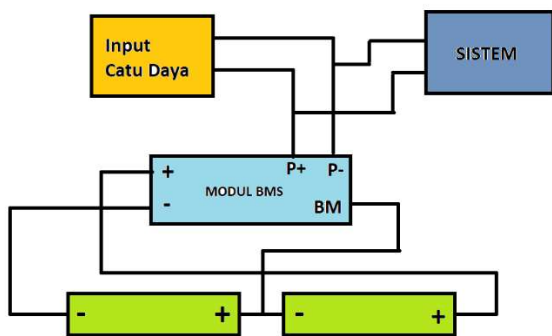 Input
Catu Daya
SISTEM
P+ P-
+
MODUL BMS
-
BM
- + - +